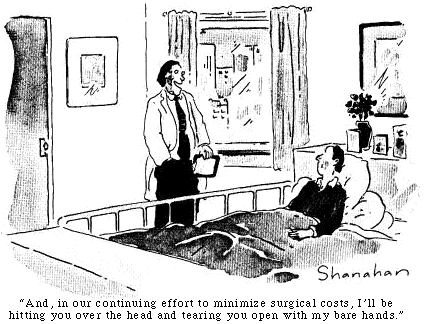 Shanahan
“And, in our continuing effort to minimize surgical costs, I’ll be
hitting you over the head and tearing you open with my bare hands.”